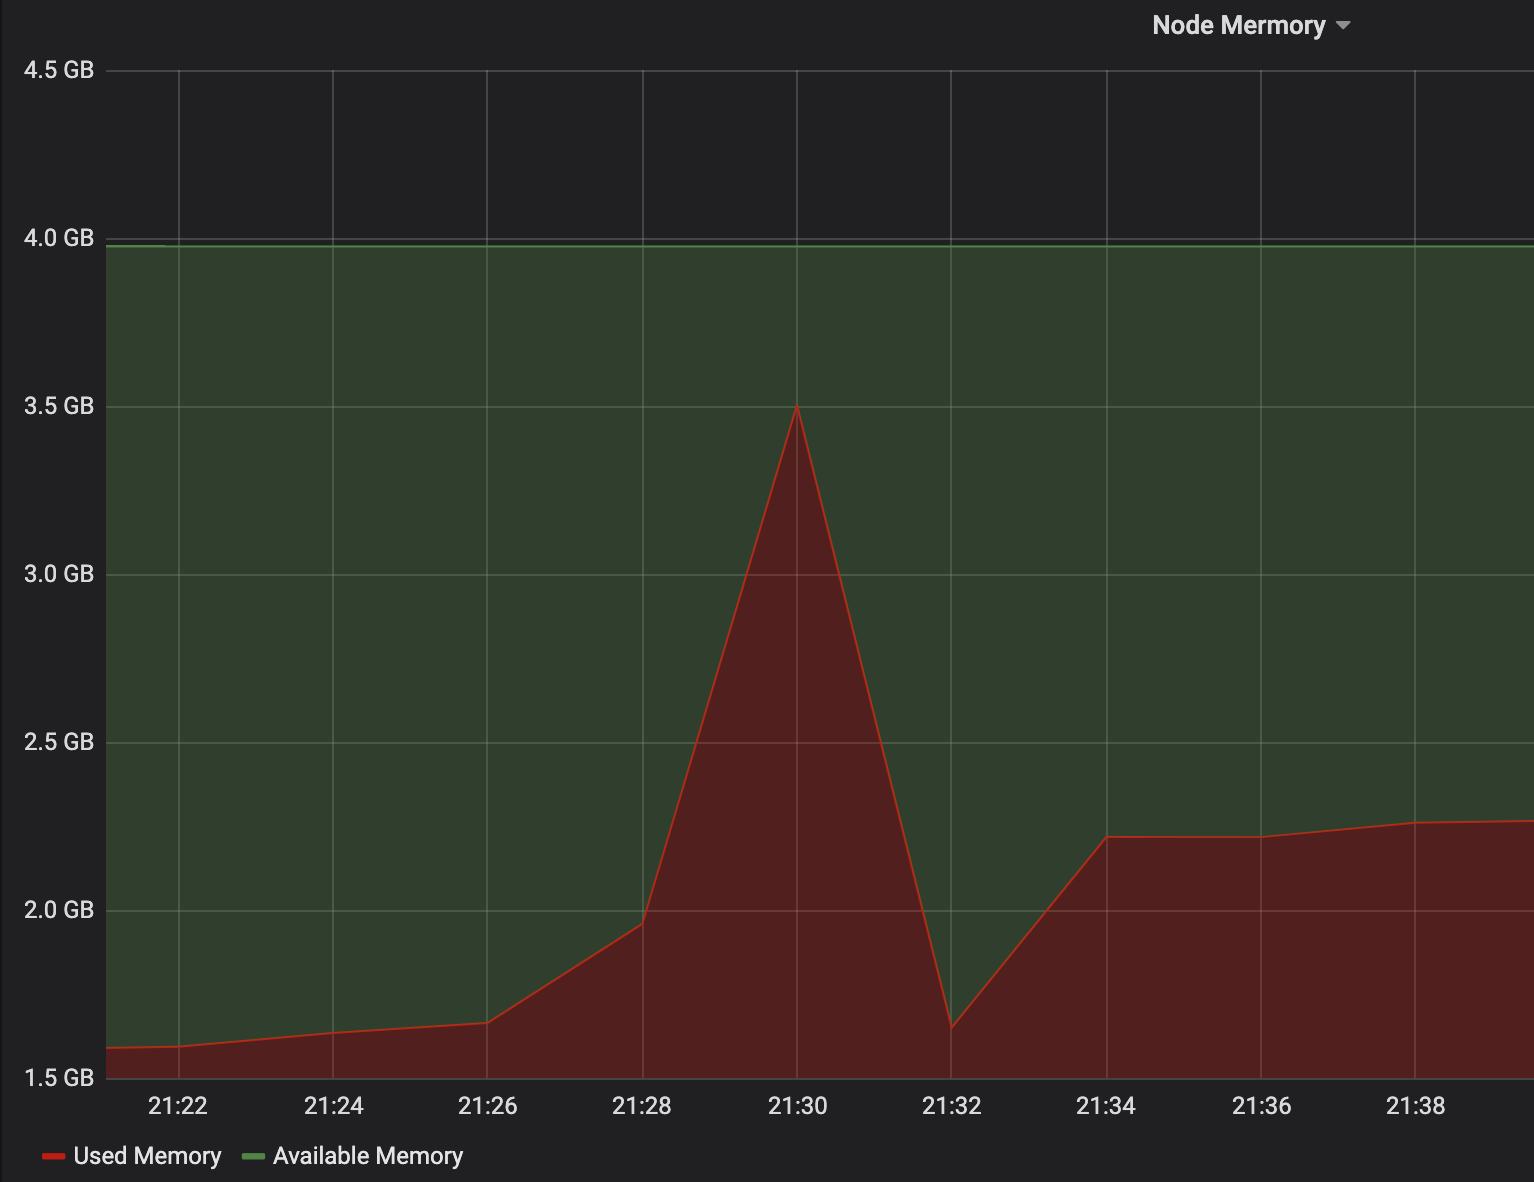 Node Mermory
4.5 GB
4.0 GB
3.5 GB
3.0 GB
2.5 GB
2.0 GB
1.5 GB
21:22 21:24 21:26 21:28 21:30 21:32 21:34 21:36 21:38
Used Memory Available Memory